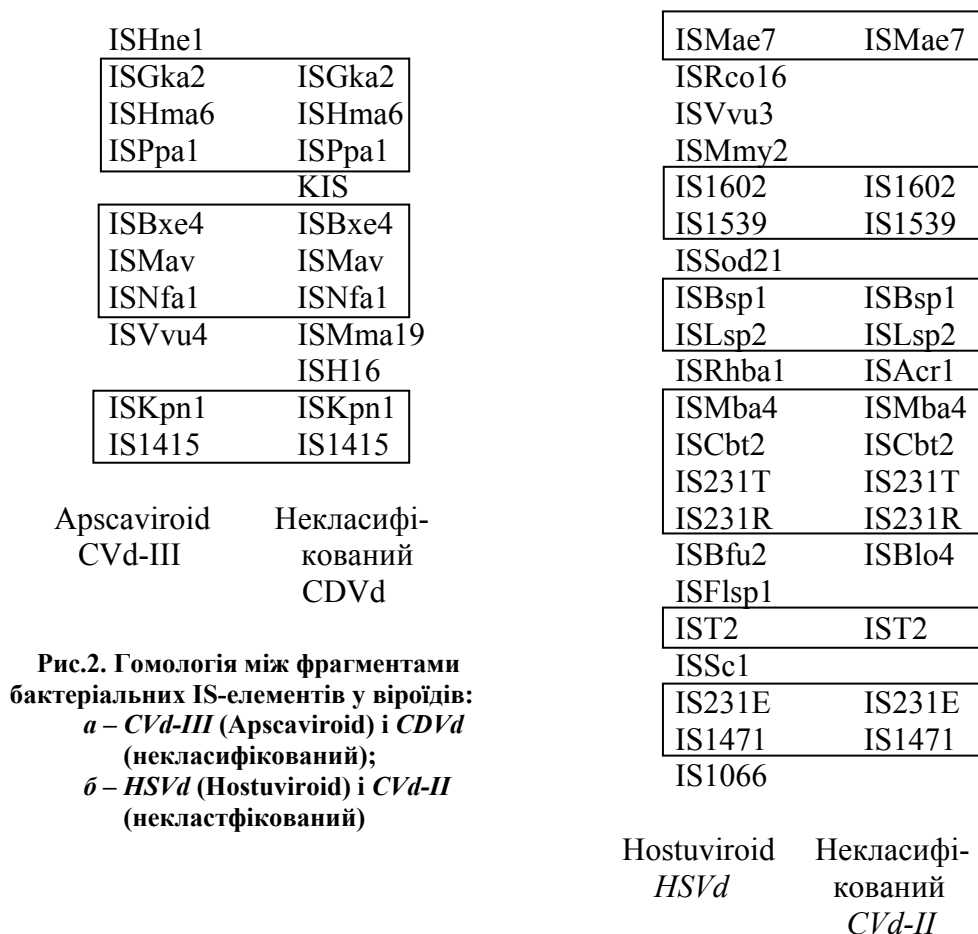 ISHne1
ISGka2 ISGka2
ISHma6 ISHma6
ISPpa1 ISPpa1
KIS
ISBxe4 ISBxe4
ISMav ISMav
ISNfa1 ISNfa1
ISVvu4 ISMma19
ISH16
ISKpn1 ISKpn1
IS1415 IS1415
Apscaviroid Некласифі-
CVd-III кований
CDVd
Рис.2. Гомологія між фрагментами
бактеріальних IS-елементів у віроїдів:
а – CVd-III (Apscaviroid) і CDVd
(некласифікований);
б – HSVd (Hostuviroid) і CVd-II
(некластфікований)
ISMae7 ISMae7
ISRco16
ISVvu3
ISMmy2
IS1602 IS1602
IS1539 IS1539
ISSod21
ISBsp1 ISBsp1
ISLsp2 ISLsp2
ISRhba1 ISAcr1
ISMba4 ISMba4
ISCbt2 ISCbt2
IS231T IS231T
IS231R IS231R
ISBfu2 ISBlo4
ISFlsp1
IST2 IST2
ISSc1
IS231E IS231E
IS1471 IS1471
IS1066
Hostuviroid Некласифі-
HSVd кований
CVd-II